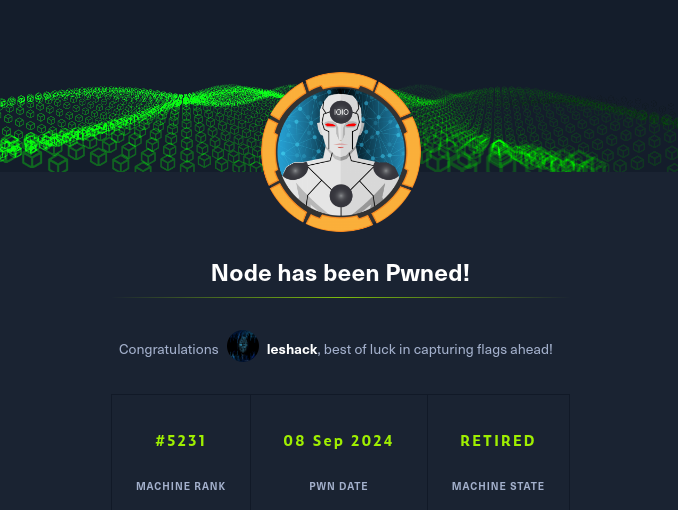 IOIO
Node has been Pwned!
Congratulations leshack, best of luck in capturing flags ahead!
#5231 08 Sep 2024 RETIRED
MACHINE RANK PWN DATE MACHINE STATE